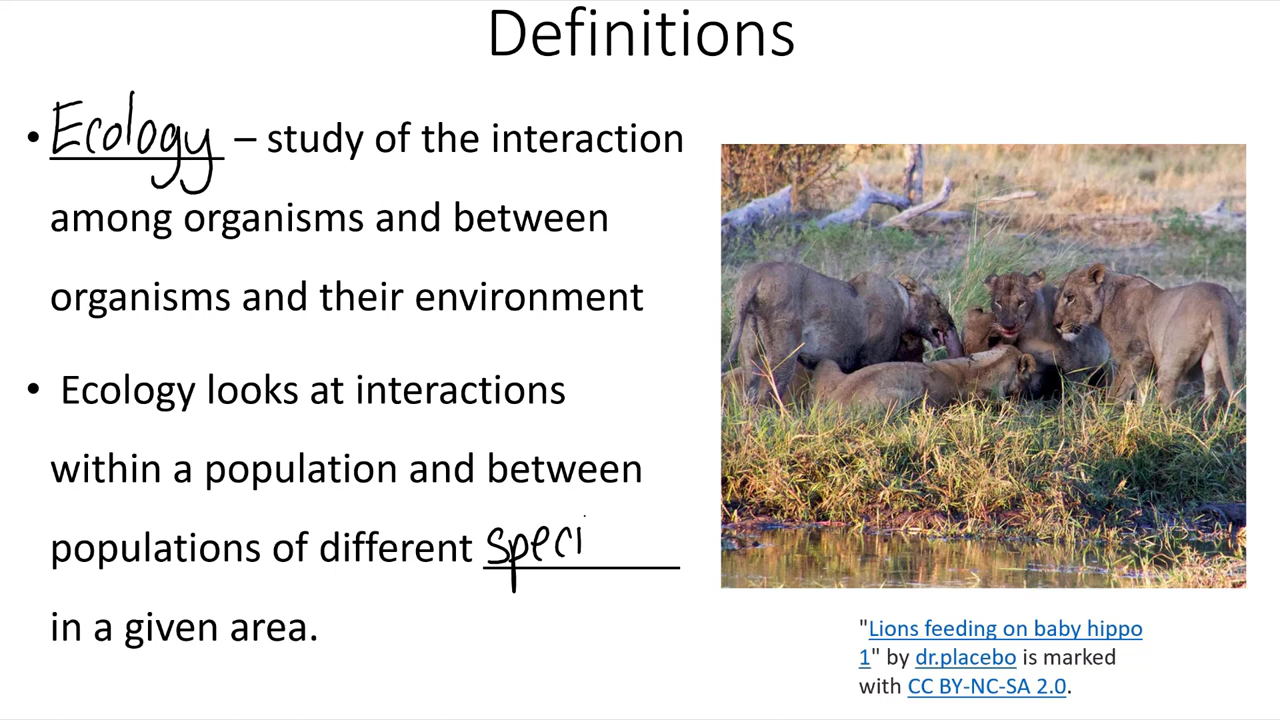 Definitions
• Ecology – study of the interaction
among organisms and between
organisms and their environment
• Ecology looks at interactions
within a population and between
populations of different speci
in a given area.
"Lions feeding on baby hippo
1" by dr.placebo is marked
with CC BY-NC-SA 2.0.